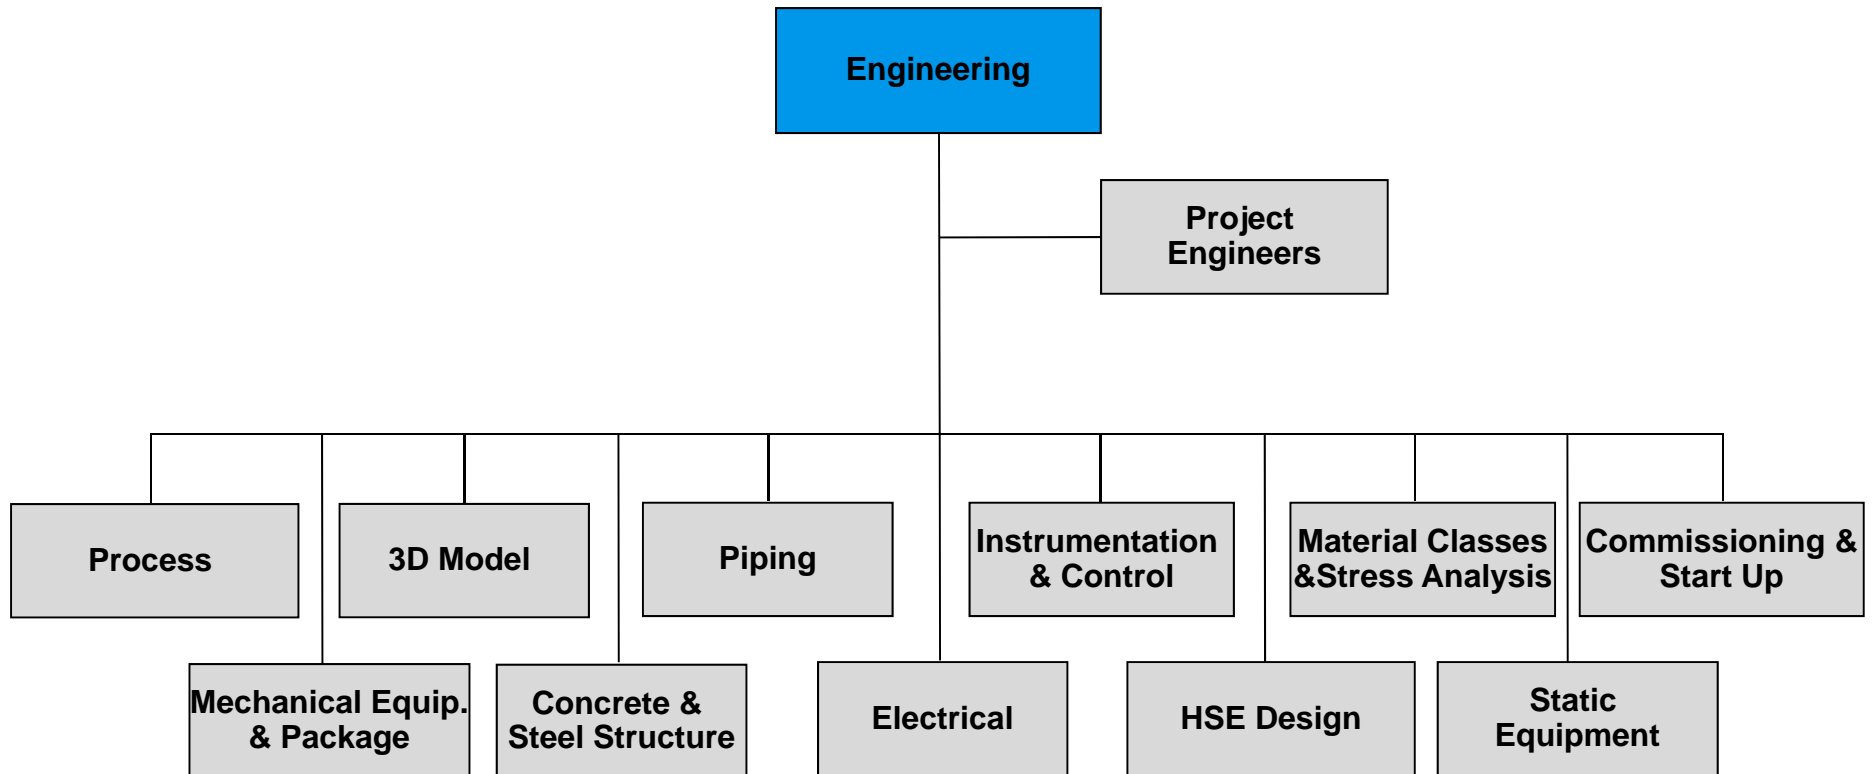 Engineering
Project
Engineers
Process
3D Model
Piping
Instrumentation
& Control
Material Classes
&Stress Analysis
Commissioning &
Start Up
Mechanical Equip.
& Package
Concrete &
Steel Structure
Electrical
HSE Design
Static
Equipment